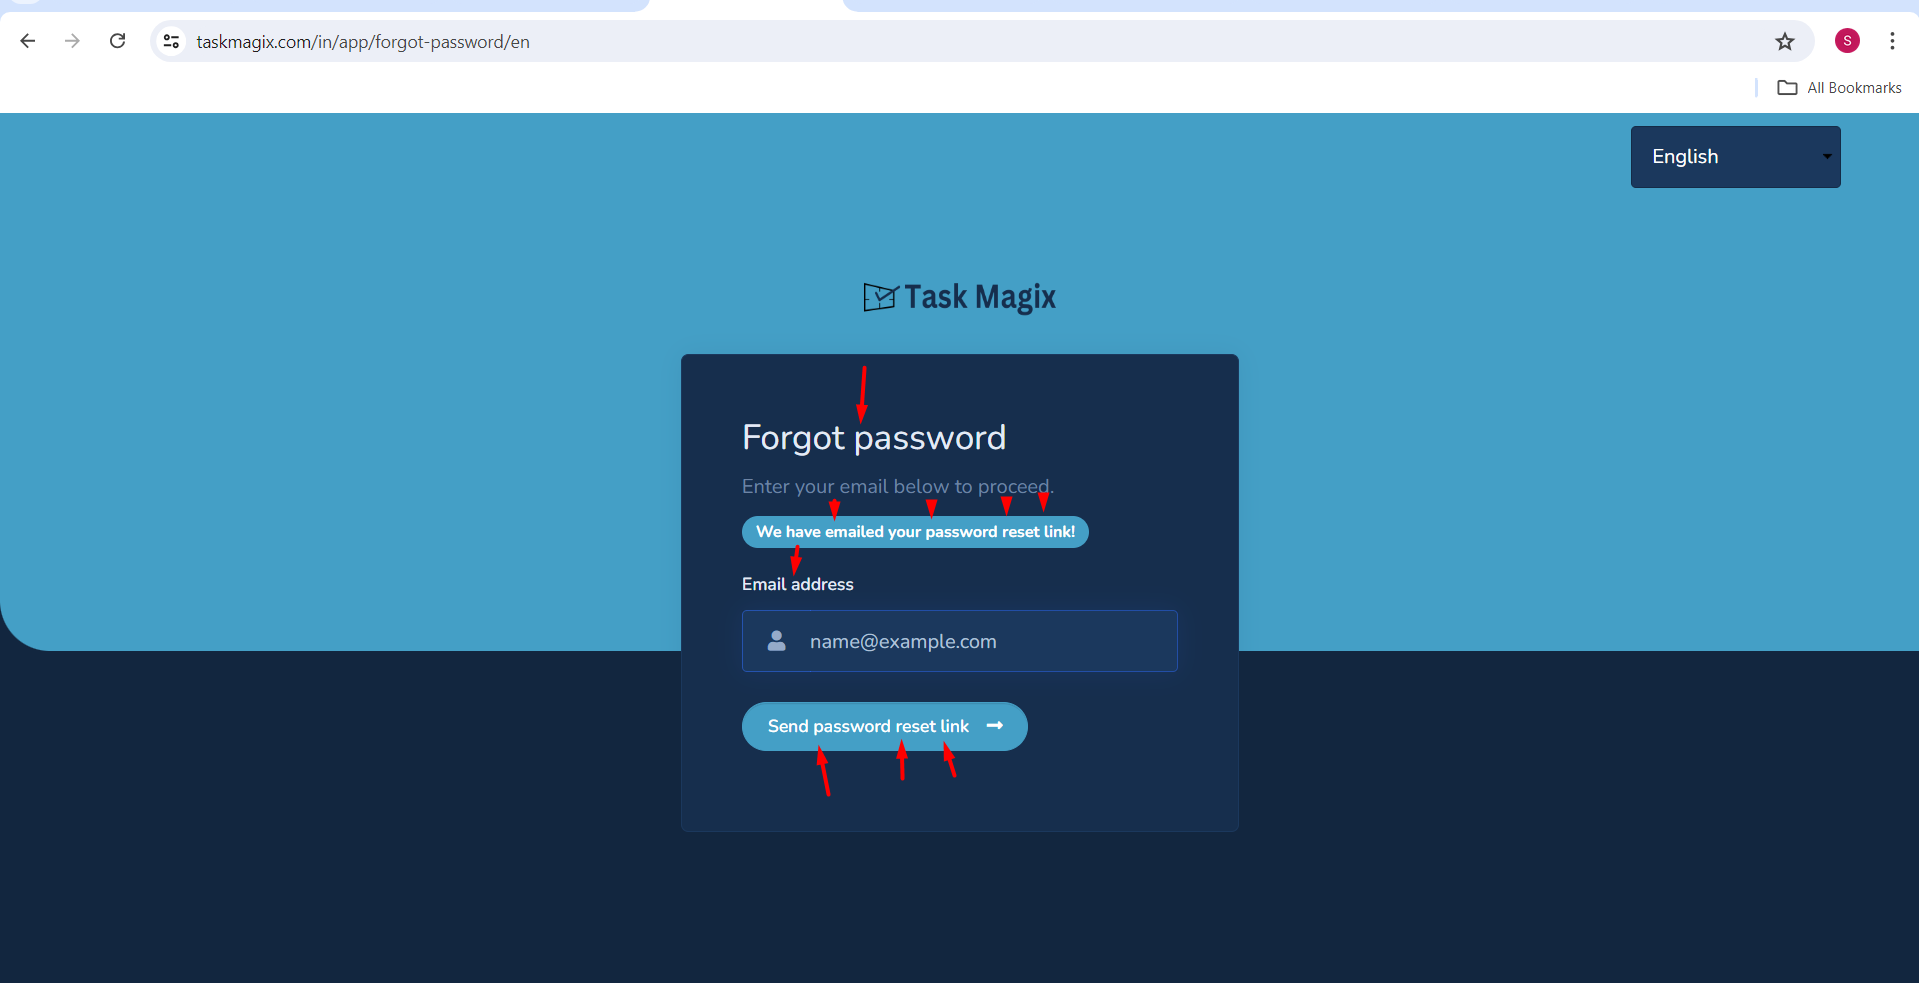 taskmagix.com/in/app/forgot-password/en
S
All Bookmarks
English
Task Magix
Forgot password
Enter your email below to proceed.
We have emailed your password reset link!
Email address
name@example.com
Send password reset link